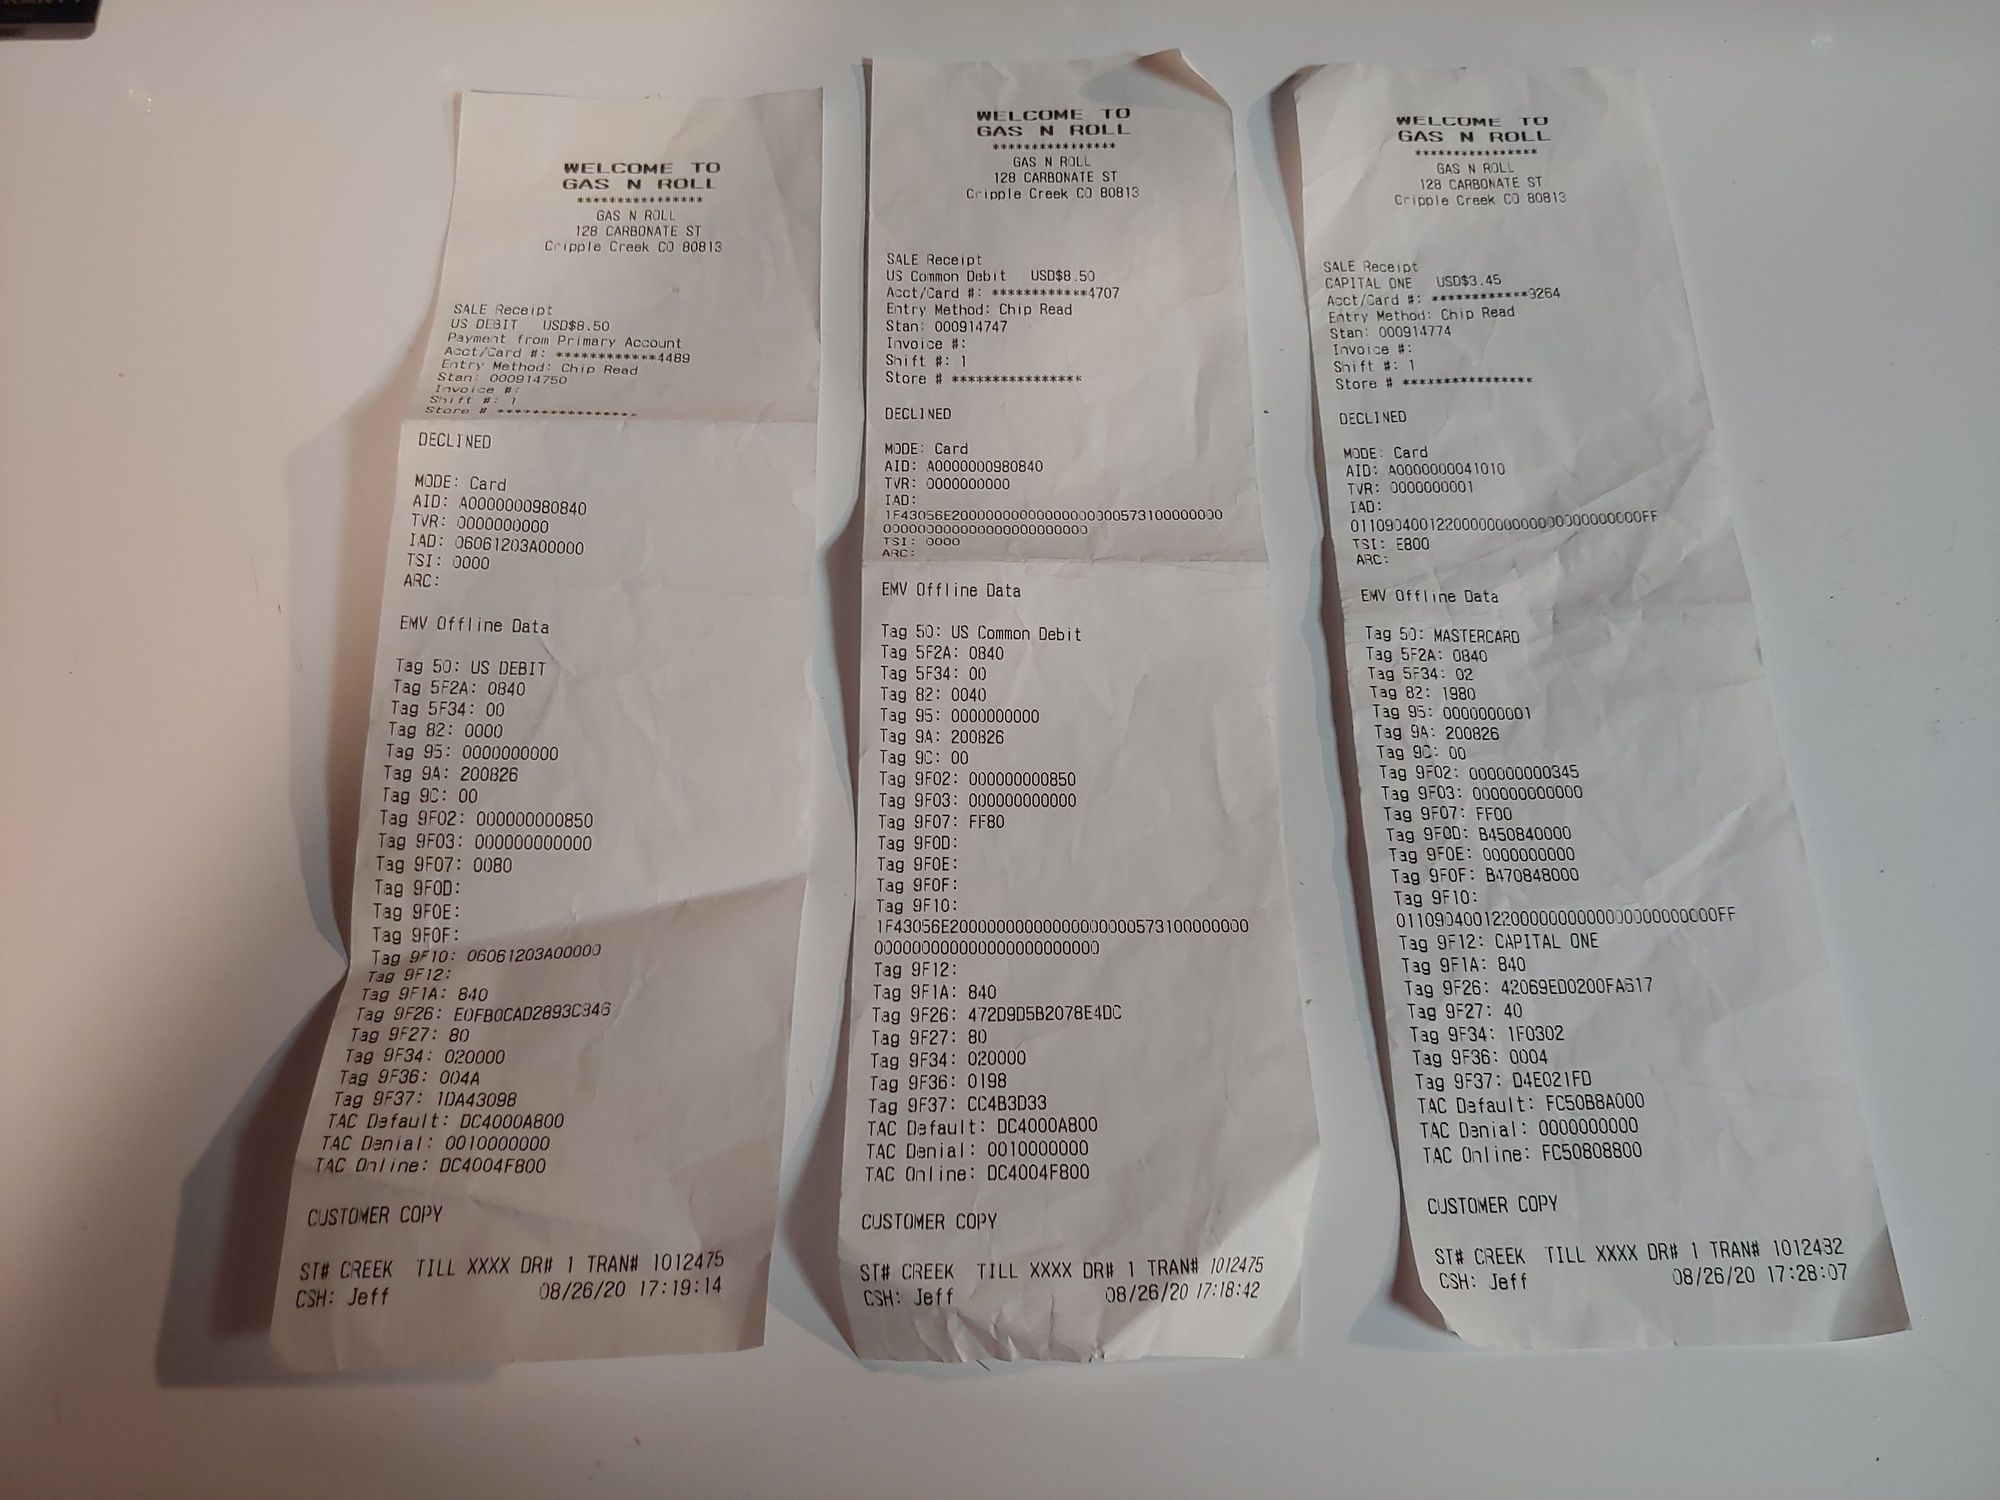 WELCOME TO
GAS N ROLL
****************
GAS N ROLL
128 CARBONATE ST
Cripple Creek CO 80813
SALE Receipt
US DEBIT USD$8.50
Payment from Primary Account
Acct/Card #: ************4489
Entry Method: Chip Read
Stan: 000914750
Invoice #:
Shift #: 1
Store # ****************
DECLINED
MODE: Card
AID: A0000000980840
TVR: 0000000000
IAD: 06061203A00000
TSI: 0000
ARC:
EMV Offline Data
Tag 50: US DEBIT
Tag 5F2A: 0840
Tag 5F34: 00
Tag 82: 0000
Tag 95: 0000000000
Tag 9A: 200826
Tag 9C: 00
Tag 9F02: 000000000850
Tag 9F03: 000000000000
Tag 9F07: 0080
Tag 9F0D:
Tag 9F0E:
Tag 9F0F:
Tag 9F10: 06061203A00000
Tag 9F12:
Tag 9F1A: 840
Tag 9F26: E0FB0CAD2893C846
Tag 9F27: 80
Tag 9F34: 020000
Tag 9F36: 004A
Tag 9F37: 1DA43098
TAC Default: DC4000A800
TAC Denial: 0010000000
TAC Online: DC4004F800
CUSTOMER COPY
ST# CREEK TILL XXXX DR# 1 TRAN# 1012475
CSH: Jeff 08/26/20 17:19:14
WELCOME TO
GAS N ROLL
****************
GAS N ROLL
128 CARBONATE ST
Cripple Creek CO 80813
SALE Receipt
US Common Debit USD$8.50
Acct/Card #: ************4707
Entry Method: Chip Read
Stan: 000914747
Invoice #:
Shift #: 1
Store # ****************
DECLINED
MODE: Card
AID: A0000000980840
TVR: 0000000000
IAD:
1F43056E2000000000000000000000573100000000
00000000000000000000000000
TSI: 0000
ARC:
EMV Offline Data
Tag 50: US Common Debit
Tag 5F2A: 0840
Tag 5F34: 00
Tag 82: 0040
Tag 95: 0000000000
Tag 9A: 200826
Tag 9C: 00
Tag 9F02: 000000000850
Tag 9F03: 000000000000
Tag 9F07: FF80
Tag 9F0D:
Tag 9F0E:
Tag 9F0F:
Tag 9F10:
1F43056E2000000000000000000000573100000000
00000000000000000000000000
Tag 9F12:
Tag 9F1A: 840
Tag 9F26: 472D9D5B2078E4DC
Tag 9F27: 80
Tag 9F34: 020000
Tag 9F36: 0198
Tag 9F37: CC4B3D33
TAC Default: DC4000A800
TAC Denial: 0010000000
TAC Online: DC4004F800
CUSTOMER COPY
ST# CREEK TILL XXXX DR# 1 TRAN# 1012475
CSH: Jeff 08/26/20 17:18:42
WELCOME TO
GAS N ROLL
****************
GAS N ROLL
128 CARBONATE ST
Cripple Creek CO 80813
SALE Receipt
CAPITAL ONE USD$3.45
Acct/Card #: ************9264
Entry Method: Chip Read
Stan: 000914774
Invoice #:
Shift #: 1
Store # ****************
DECLINED
MODE: Card
AID: A0000000041010
TVR: 0000000001
IAD:
0110904001220000000000000000000000FF
TSI: E800
ARC:
EMV Offline Data
Tag 50: MASTERCARD
Tag 5F2A: 0840
Tag 5F34: 02
Tag 82: 1980
Tag 95: 0000000001
Tag 9A: 200826
Tag 9C: 00
Tag 9F02: 000000000345
Tag 9F03: 000000000000
Tag 9F07: FF00
Tag 9F0D: B450840000
Tag 9F0E: 0000000000
Tag 9F0F: B470848000
Tag 9F10:
0110904001220000000000000000000000FF
Tag 9F12: CAPITAL ONE
Tag 9F1A: 840
Tag 9F26: 42069ED0200FA617
Tag 9F27: 40
Tag 9F34: 1F0302
Tag 9F36: 0004
Tag 9F37: D4E021FD
TAC Default: FC50B8A000
TAC Denial: 0000000000
TAC Online: FC50808800
CUSTOMER COPY
ST# CREEK TILL XXXX DR# 1 TRAN# 1012482
CSH: Jeff 08/26/20 17:28:07